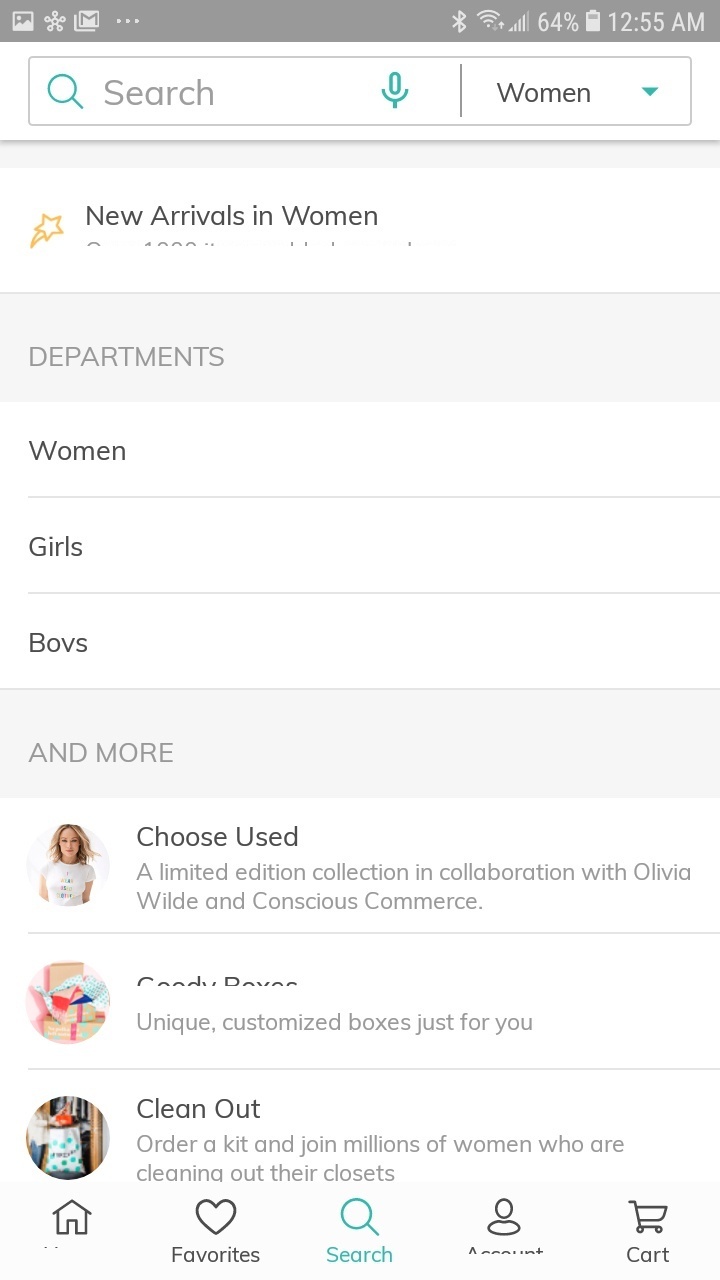 64% 12:55 AM
Search
Women
New Arrivals in Women
DEPARTMENTS
Women
Girls
Boys
AND MORE
Choose Used
A limited edition collection in collaboration with Olivia
Wilde and Conscious Commerce.
Goody Boxes
Unique, customized boxes just for you
Clean Out
Order a kit and join millions of women who are
cleaning out their closets
Favorites
Search
Account
Cart